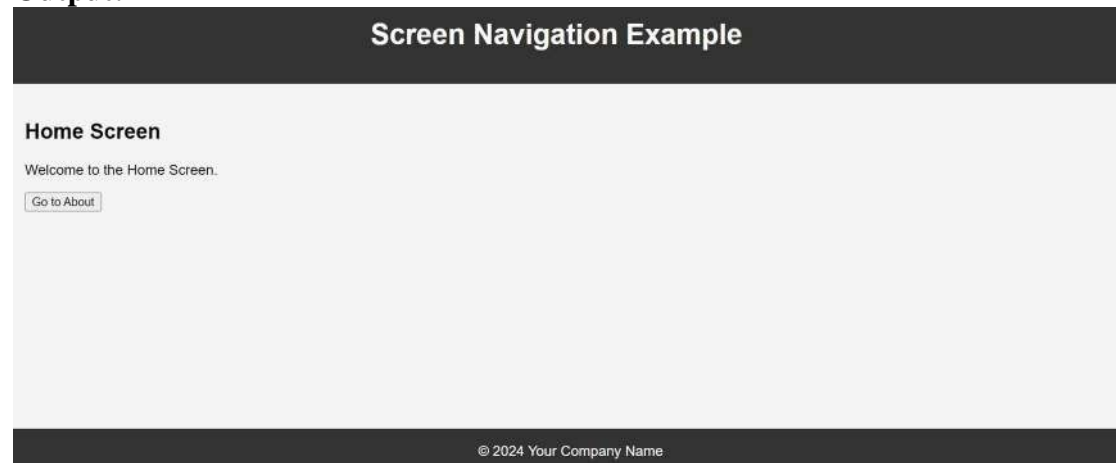 Screen Navigation Example
Home Screen
Welcome to the Home Screen.
Go to About
© 2024 Your Company Name